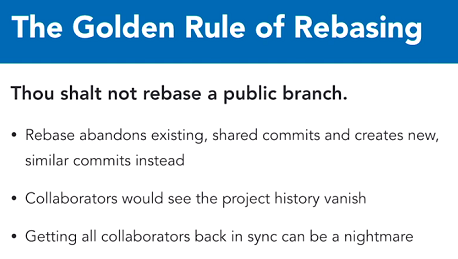 The Golden Rule of Rebasing
Thou shalt not rebase a public branch.
• Rebase abandons existing, shared commits and creates new,
similar commits instead
• Collaborators would see the project history vanish
• Getting all collaborators back in sync can be a nightmare